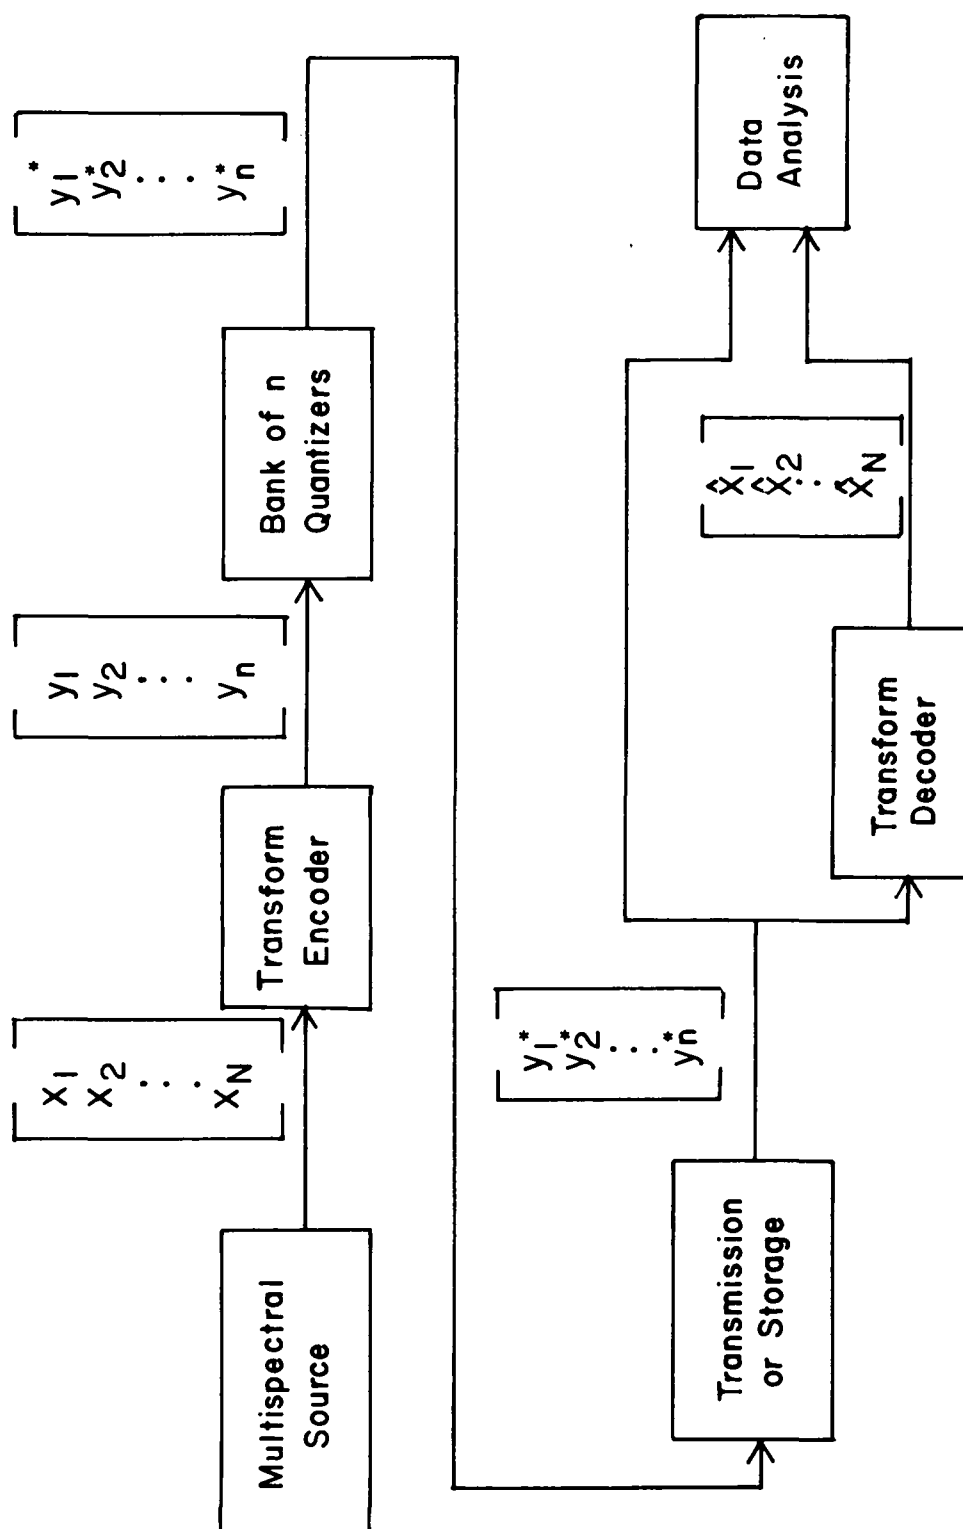 Multispectral
Source
X1
X2
. . .
XN
Transform
Encoder
y1
y2
. . .
yn
Bank of n
Quantizers
y1*
y2*
. . .
yn*
Transmission
or Storage
y1*
y2*
. . .
yn*
Transform
Decoder
X̂1
X̂2
. . .
X̂N
Data
Analysis